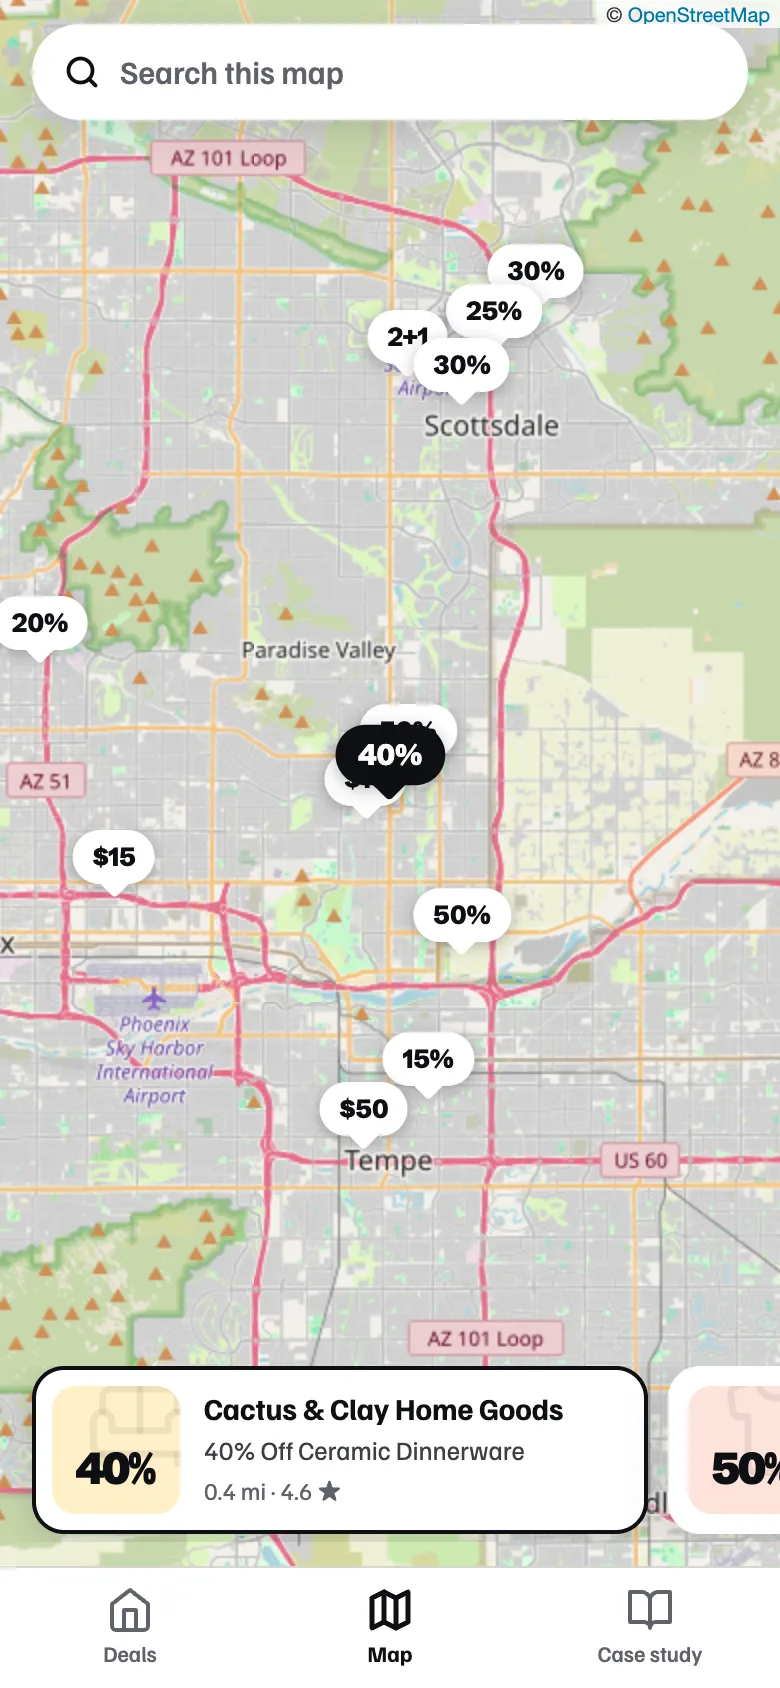 © OpenStreetMap
Search this map
AZ 101 Loop
30%
25%
2+1
30%
Scottsdale
20%
Paradise Valley
40%
AZ 51
AZ 8
$15
50%
X
Phoenix
Sky Harbor
International
Airport
15%
$50
Tempe
US 60
AZ 101 Loop
40%
Cactus & Clay Home Goods
40% Off Ceramic Dinnerware
0.4 mi · 4.6 ★
50%
Deals
Map
Case study